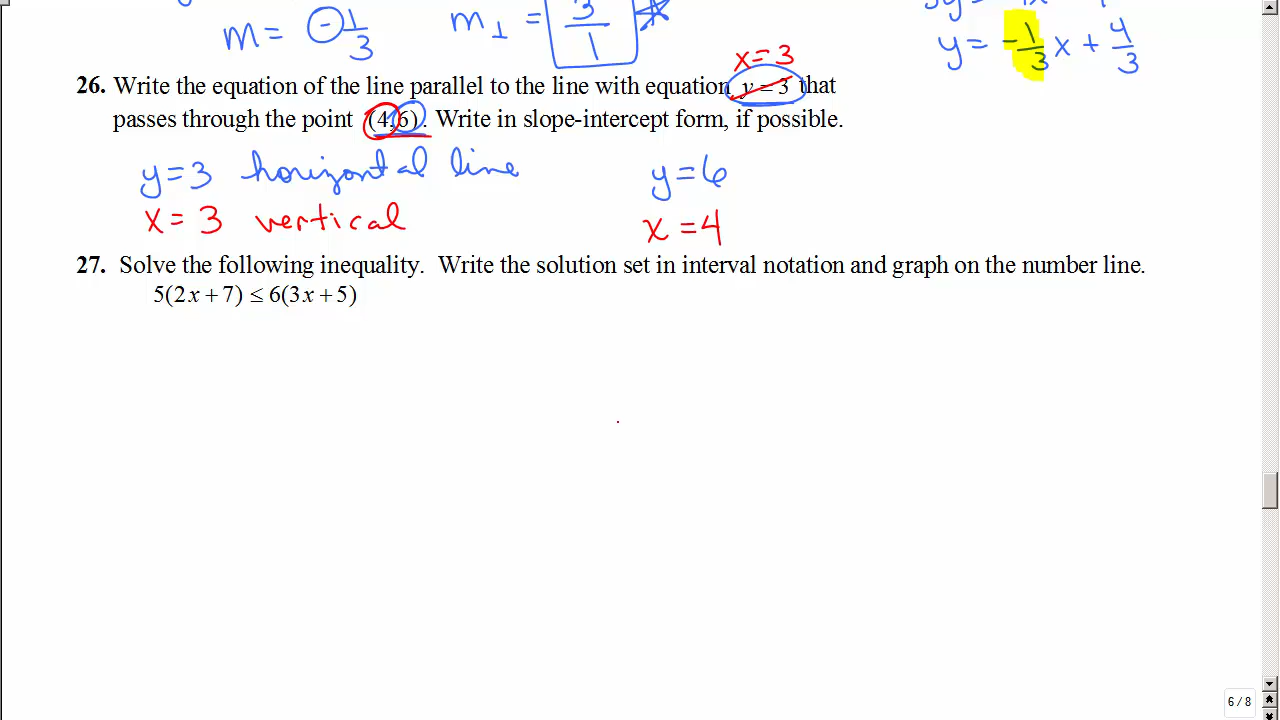 m = -1/3 m⊥ = 3/1
y = -1/3 x + 4/3
x = 3
26. Write the equation of the line parallel to the line with equation y = 3 that
passes through the point (4,6). Write in slope-intercept form, if possible.
y = 3 horizontal line y = 6
x = 3 vertical x = 4
27. Solve the following inequality. Write the solution set in interval notation and graph on the number line.
5(2x + 7) ≤ 6(3x + 5)
6 / 8